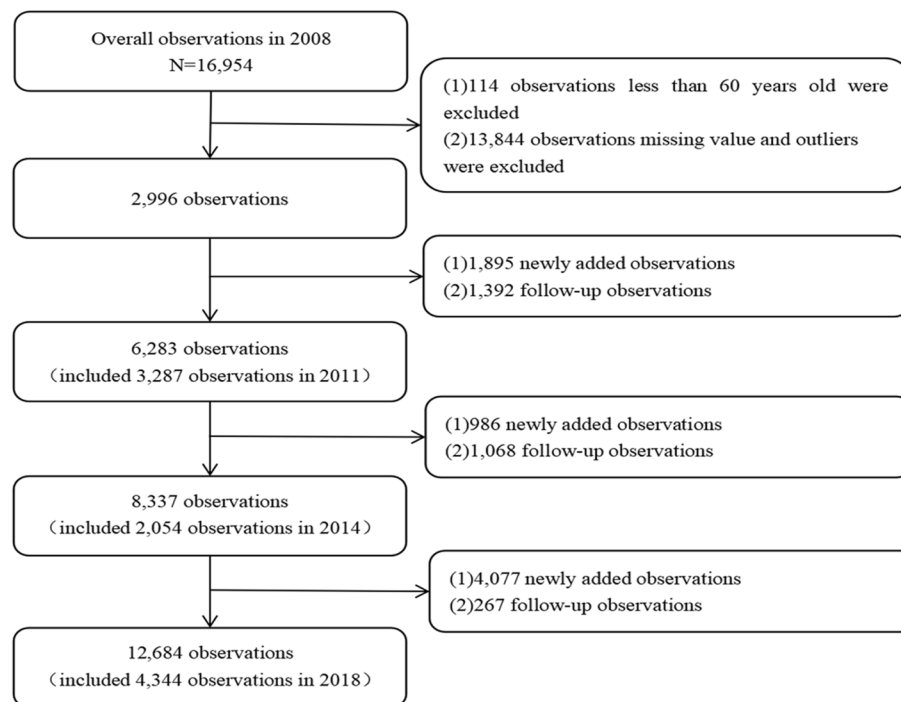 Overall observations in 2008
N=16,954
(1)114 observations less than 60 years old were
excluded
(2)13,844 observations missing value and outliers
were excluded
2,996 observations
(1)1,895 newly added observations
(2)1,392 follow-up observations
6,283 observations
（included 3,287 observations in 2011）
(1)986 newly added observations
(2)1,068 follow-up observations
8,337 observations
（included 2,054 observations in 2014）
(1)4,077 newly added observations
(2)267 follow-up observations
12,684 observations
（included 4,344 observations in 2018）